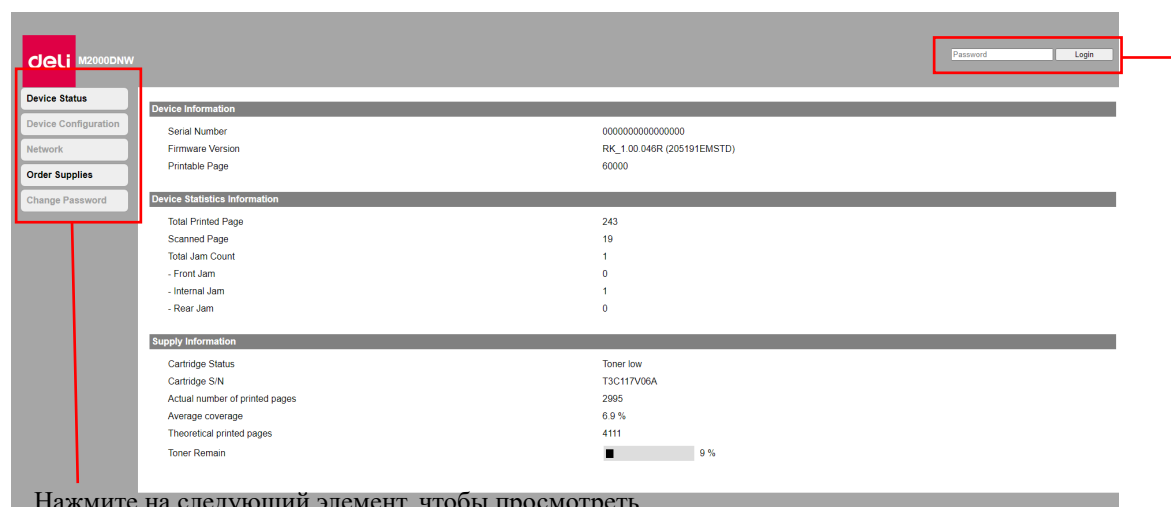 deli M2000DNW
Password Login
Device Status
Device Configuration
Network
Order Supplies
Change Password
Device Information
Serial Number 0000000000000000
Firmware Version RK_1.00.046R (205191EMSTD)
Printable Page 60000
Device Statistics Information
Total Printed Page 243
Scanned Page 19
Total Jam Count 1
- Front Jam 0
- Internal Jam 1
- Rear Jam 0
Supply Information
Cartridge Status Toner low
Cartridge S/N T3C117V06A
Actual number of printed pages 2995
Average coverage 6.9 %
Theoretical printed pages 4111
Toner Remain 9 %
Нажмите на следующий элемент, чтобы просмотреть